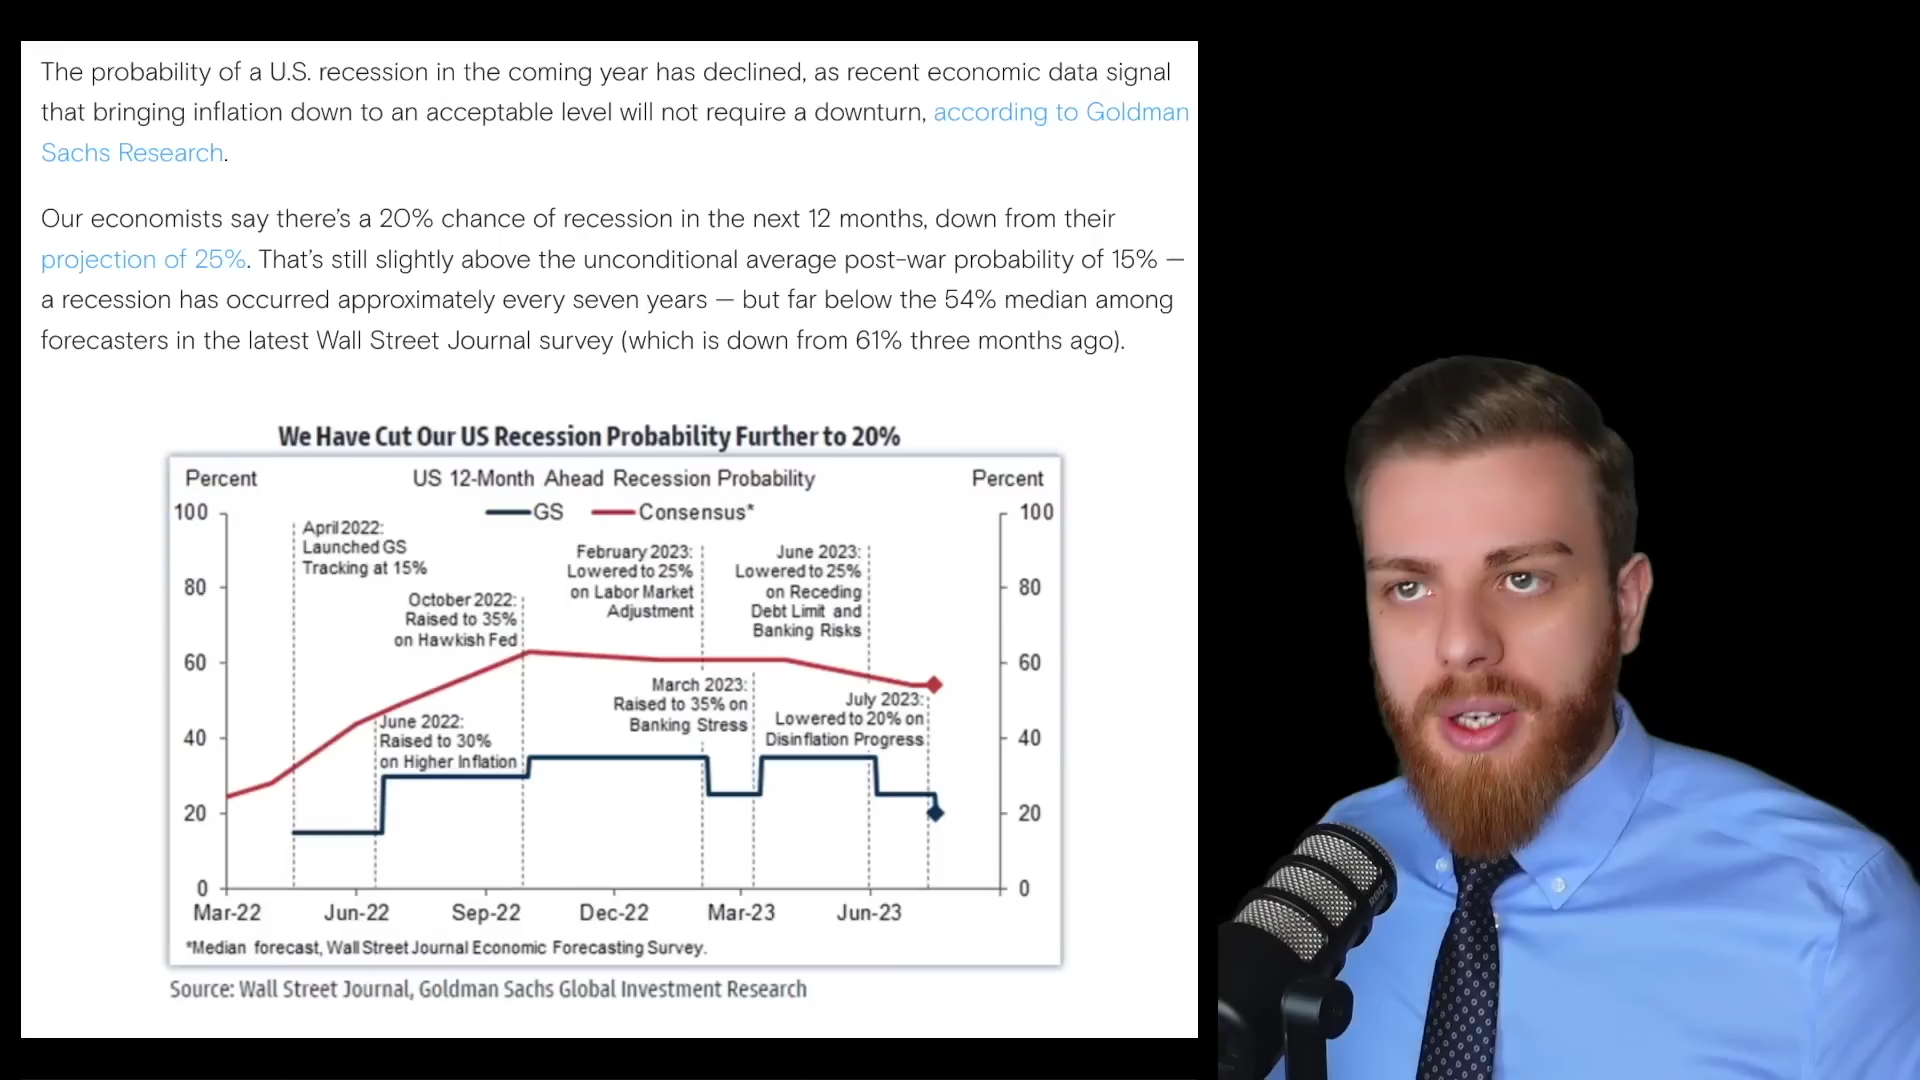 The probability of a U.S. recession in the coming year has declined, as recent economic data signal
that bringing inflation down to an acceptable level will not require a downturn, according to Goldman
Sachs Research.
Our economists say there's a 20% chance of recession in the next 12 months, down from their
projection of 25%. That's still slightly above the unconditional average post-war probability of 15% —
a recession has occurred approximately every seven years — but far below the 54% median among
forecasters in the latest Wall Street Journal survey (which is down from 61% three months ago).
We Have Cut Our US Recession Probability Further to 20%
Percent US 12-Month Ahead Recession Probability Percent
GS Consensus*
100 100
80 80
60 60
40 40
20 20
0 0
April 2022:
Launched GS
Tracking at 15%
June 2022:
Raised to 30%
on Higher Inflation
October 2022:
Raised to 35%
on Hawkish Fed
February 2023:
Lowered to 25%
on Labor Market
Adjustment
March 2023:
Raised to 35% on
Banking Stress
June 2023:
Lowered to 25%
on Receding
Debt Limit and
Banking Risks
July 2023:
Lowered to 20% on
Disinflation Progress
Mar-22 Jun-22 Sep-22 Dec-22 Mar-23 Jun-23
*Median forecast, Wall Street Journal Economic Forecasting Survey.
Source: Wall Street Journal, Goldman Sachs Global Investment Research
RODE